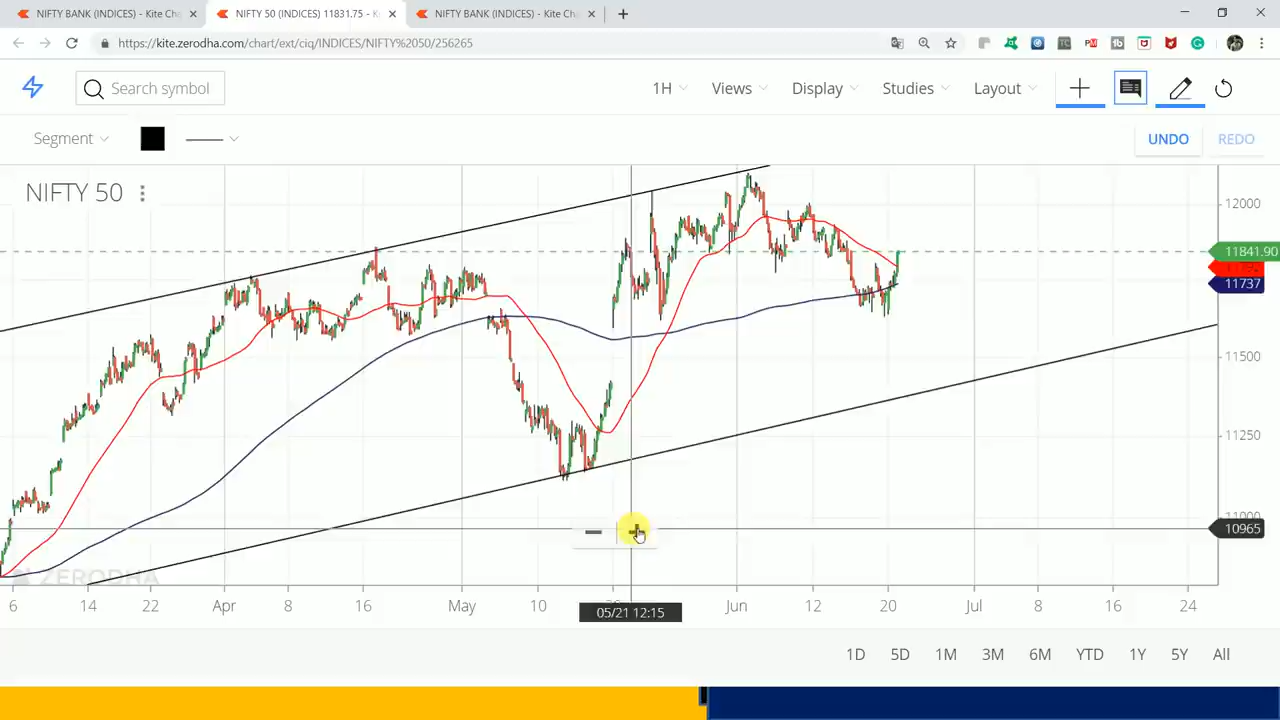 NIFTY BANK (INDICES) - Kite Cha
NIFTY 50 (INDICES) 11831.75 - K
NIFTY BANK (INDICES) - Kite Cha
https://kite.zerodha.com/chart/ext/ciq/INDICES/NIFTY%2050/256265
Search symbol
1H
Views
Display
Studies
Layout
Segment
UNDO
REDO
NIFTY 50
12000
11841.90
11737
11500
11250
11000
10965
ZERODHA
6
14
22
Apr
8
16
May
10
05/21 12:15
Jun
12
20
Jul
8
16
24
1D
5D
1M
3M
6M
YTD
1Y
5Y
All